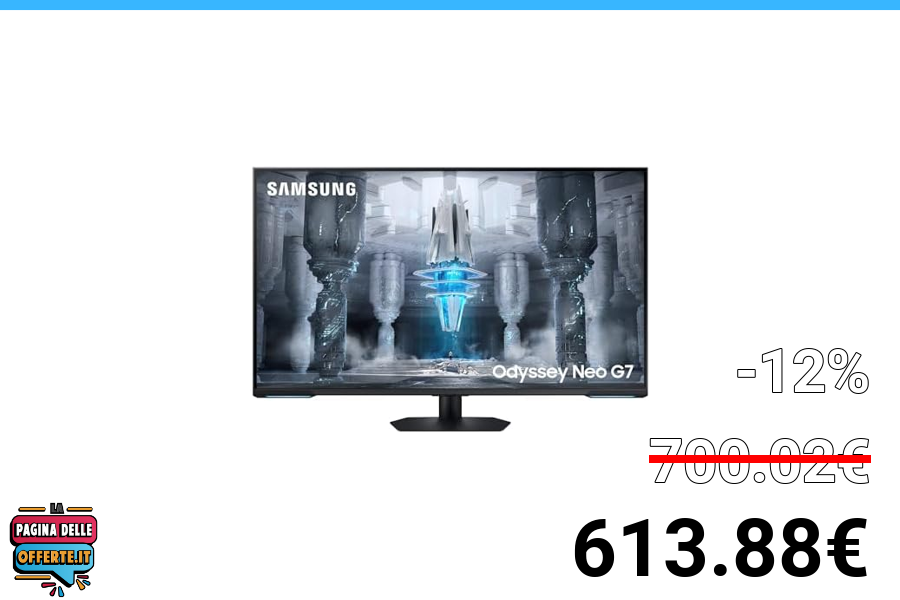 SAMSUNG
Odyssey Neo G7
-12%
700.02€
613.88€
LA
PAGINA DELLE
OFFERTE.IT